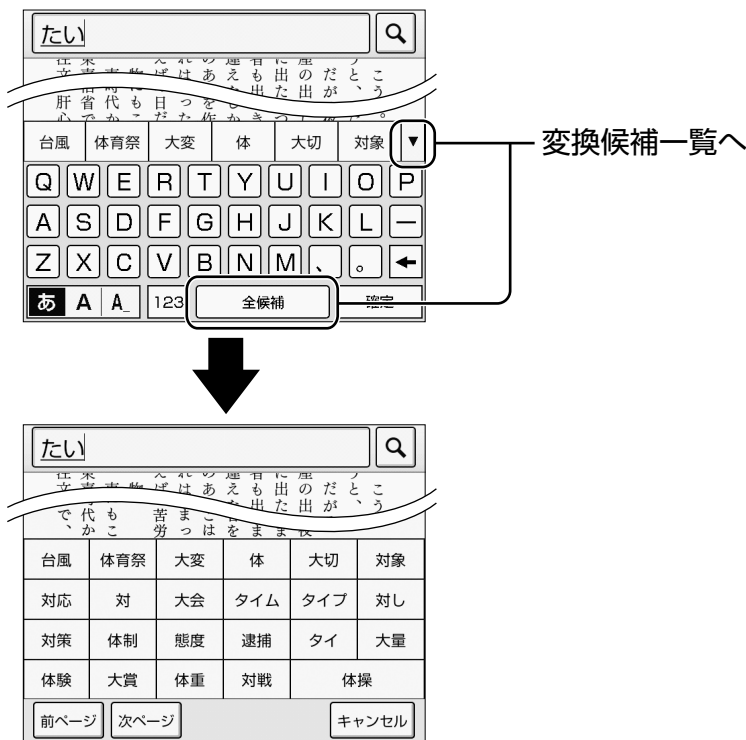 たい
台風 体育祭 大変 体 大切 対象 ▼
変換候補一覧へ
Q W E R T Y U I O P
A S D F G H J K L ー
Z X C V B N M 、 。 ←
あ A A_ 123 全候補 確定
たい
台風 体育祭 大変 体 大切 対象
対応 対 大会 タイム タイプ 対し
対策 体制 態度 逮捕 タイ 大量
体験 大賞 体重 対戦 体操
前ページ 次ページ キャンセル